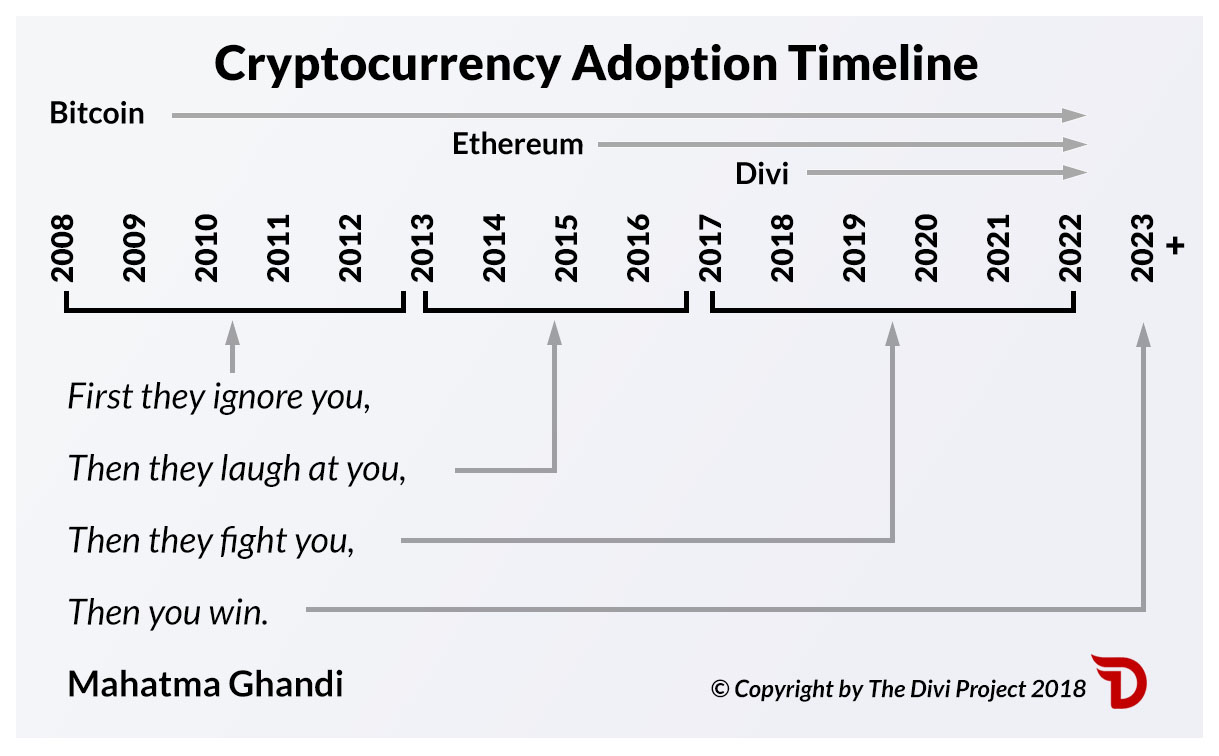 Cryptocurrency Adoption Timeline
Bitcoin
Ethereum
Divi
2008 2009 2010 2011 2012 2013 2014 2015 2016 2017 2018 2019 2020 2021 2022 2023 +
First they ignore you,
Then they laugh at you,
Then they fight you,
Then you win.
Mahatma Ghandi
© Copyright by The Divi Project 2018